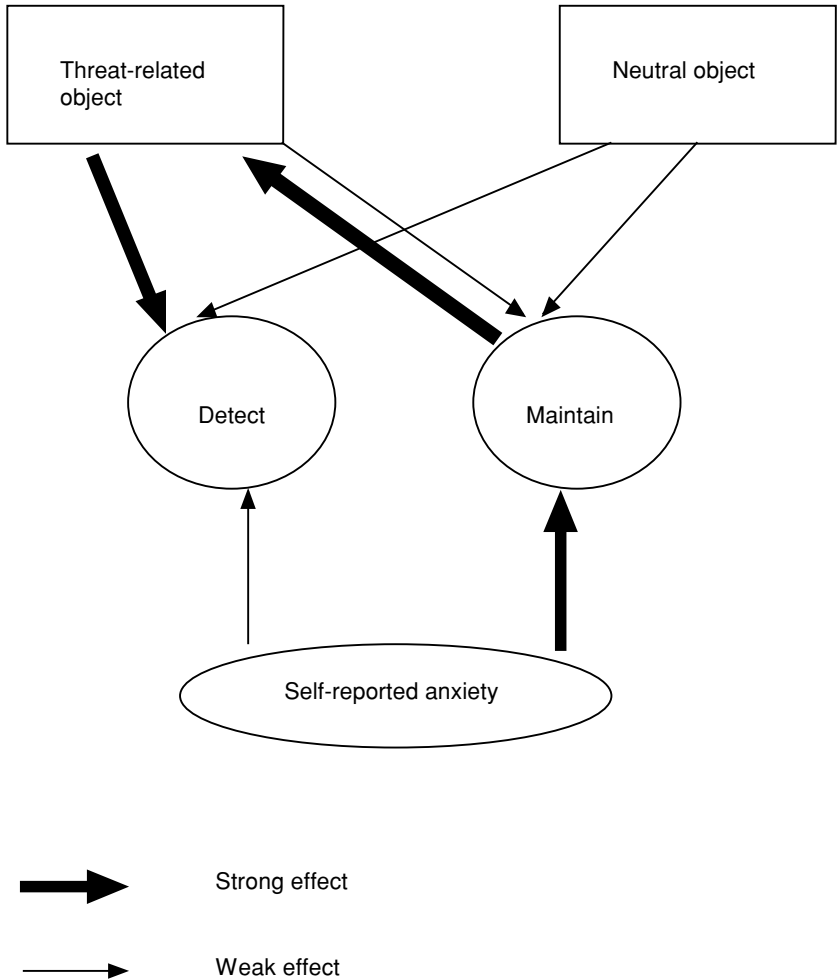 Threat-related
object
Neutral object
Detect
Maintain
Self-reported anxiety
Strong effect
Weak effect